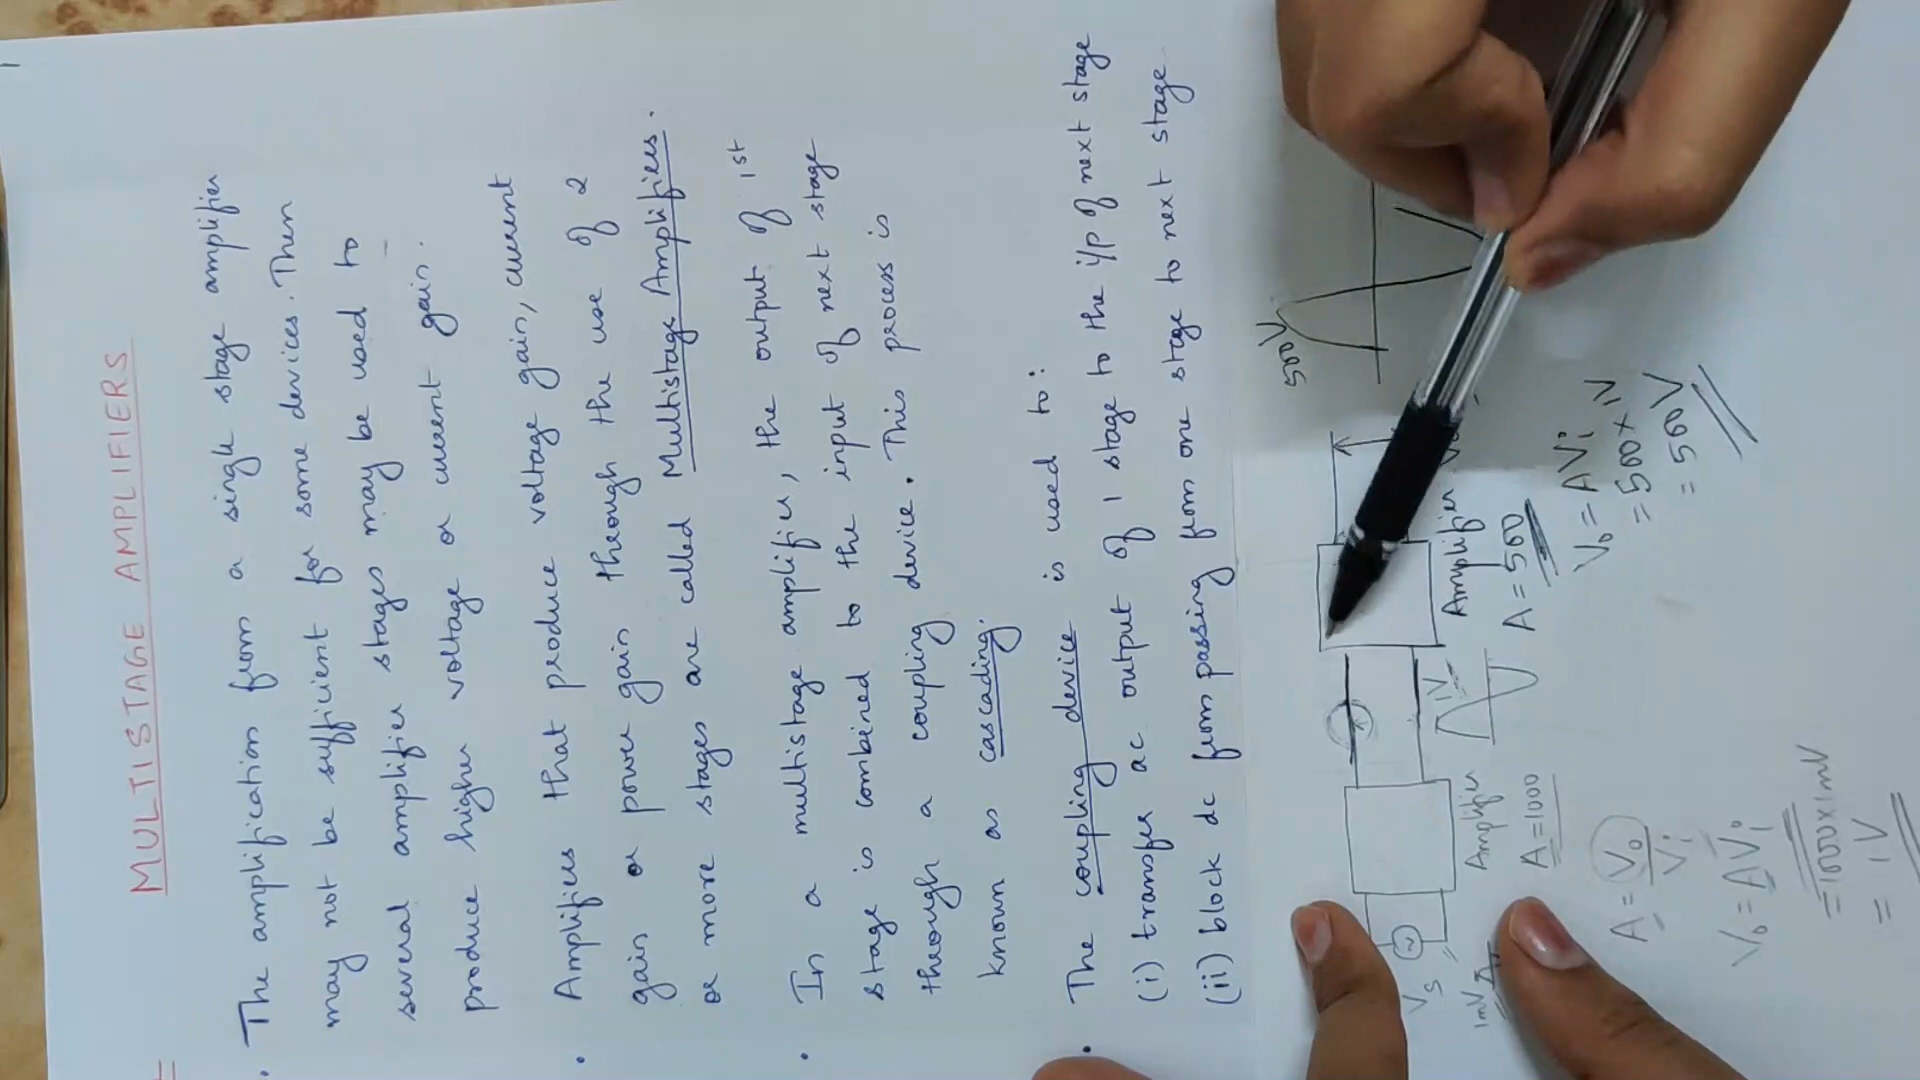 MULTISTAGE AMPLIFIERS
• The amplification from a single stage amplifier
may not be sufficient for some devices. Then
several amplifier stages may be used to
produce higher voltage or current gain.
• Amplifies that produce voltage gain, current
gain or power gain through the use of 2
or more stages are called Multistage Amplifiers.
• In a multistage amplifier, the output of 1st
stage is combined to the input of next stage
through a coupling device. This process is
known as cascading.
• The coupling device is used to:
(i) transfer ac output of 1 stage to the i/p of next stage
(ii) block dc from passing from one stage to next stage
500V
1V
Vs
1mV
Amplifier
A=1000
Amplifier
A = 500
A = Vo/Vi
Vo = AVi
= 1000 x 1mV
= 1V
Vo = AVi
= 500 x 1V
= 500V